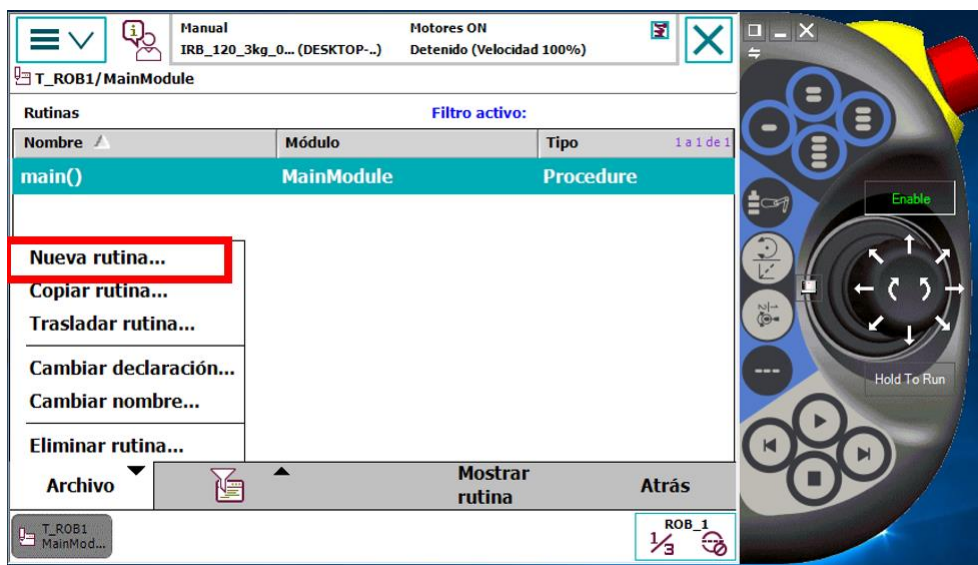 Manual
IRB_120_3kg_0... (DESKTOP-..)
Motores ON
Detenido (Velocidad 100%)
T_ROB1/MainModule
Rutinas
Filtro activo:
Nombre Módulo Tipo 1 a 1 de 1
main() MainModule Procedure
Nueva rutina...
Copiar rutina...
Trasladar rutina...
Cambiar declaración...
Cambiar nombre...
Eliminar rutina...
Archivo
Mostrar
rutina
Atrás
T_ROB1
MainMod...
ROB_1
1/3
Enable
Hold To Run